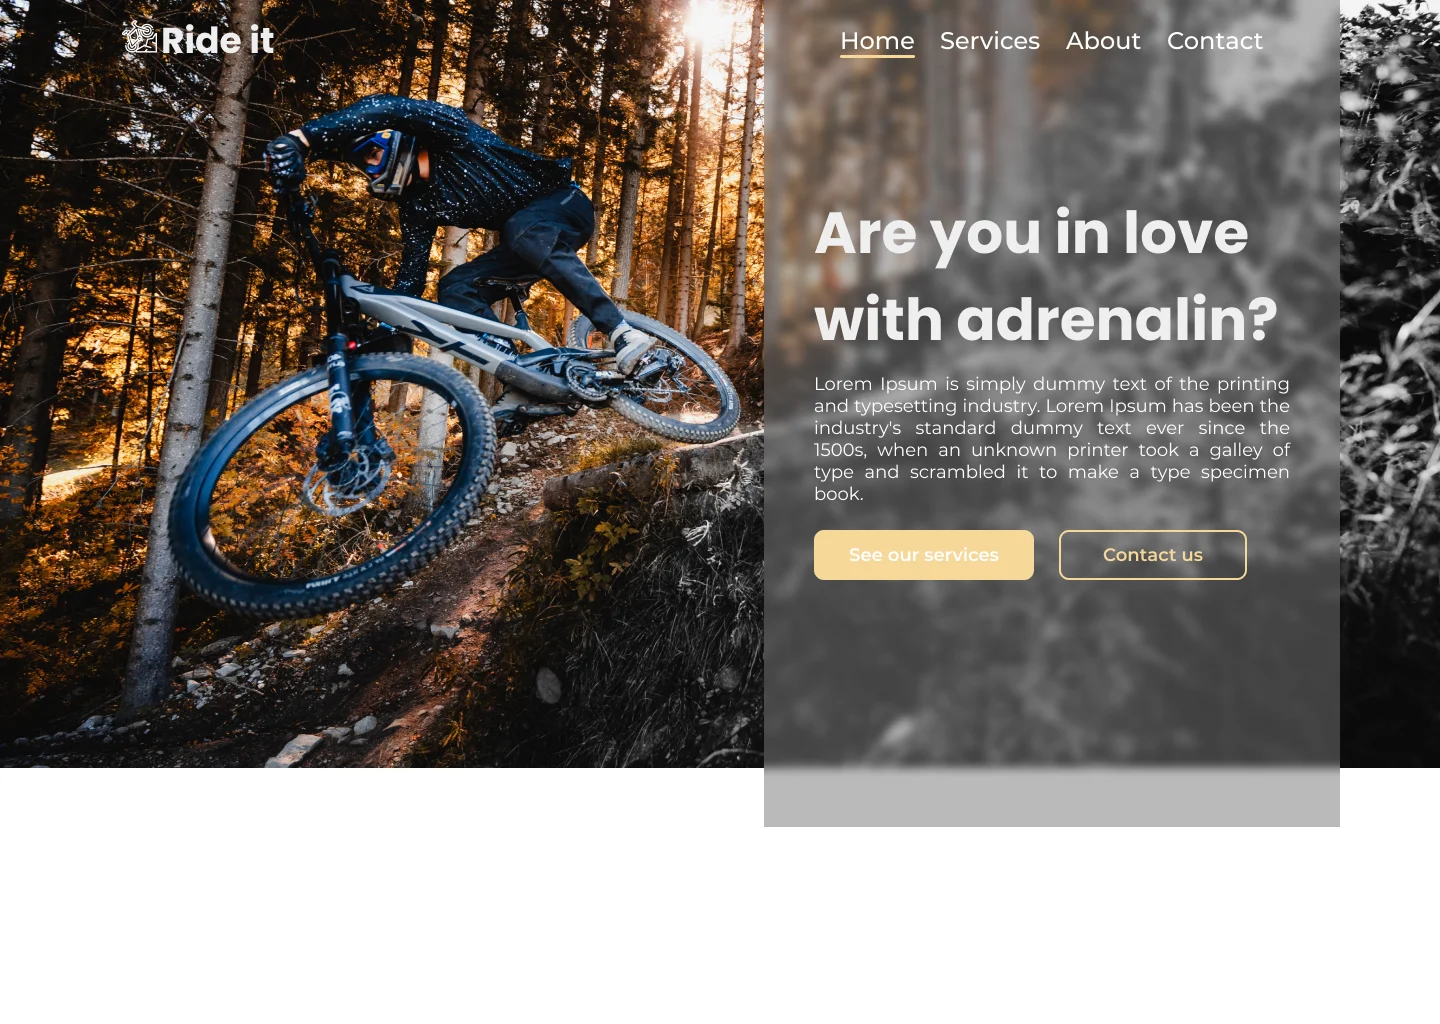 Ride it
Home Services About Contact
Are you in love
with adrenalin?
Lorem Ipsum is simply dummy text of the printing
and typesetting industry. Lorem Ipsum has been the
industry's standard dummy text ever since the
1500s, when an unknown printer took a galley of
type and scrambled it to make a type specimen
book.
See our services Contact us